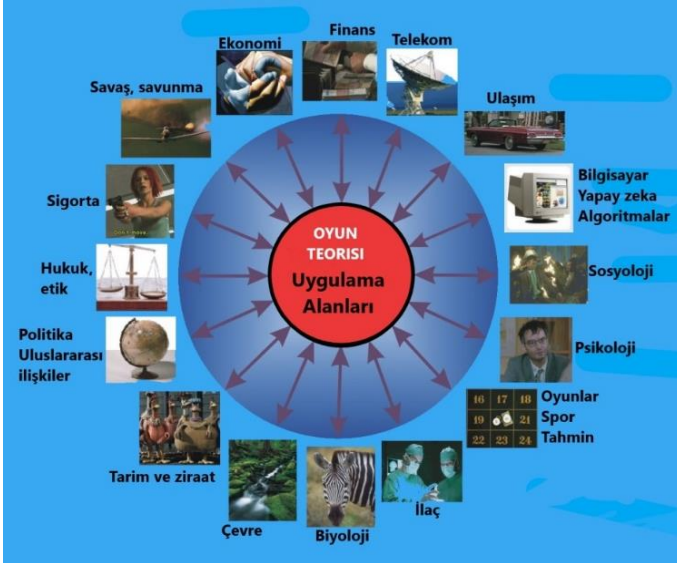 Finans
Ekonomi
Telekom
Savaş, savunma
Ulaşım
Bilgisayar
Yapay zeka
Algoritmalar
Sigorta
Don't move...
OYUN
TEORISI
Uygulama
Alanları
Hukuk,
etik
Sosyoloji
Politika
Uluslararası
ilişkiler
Psikoloji
16 17 18
19 21
22 23 24
Oyunlar
Spor
Tahmin
Tarim ve ziraat
Çevre
Biyoloji
İlaç